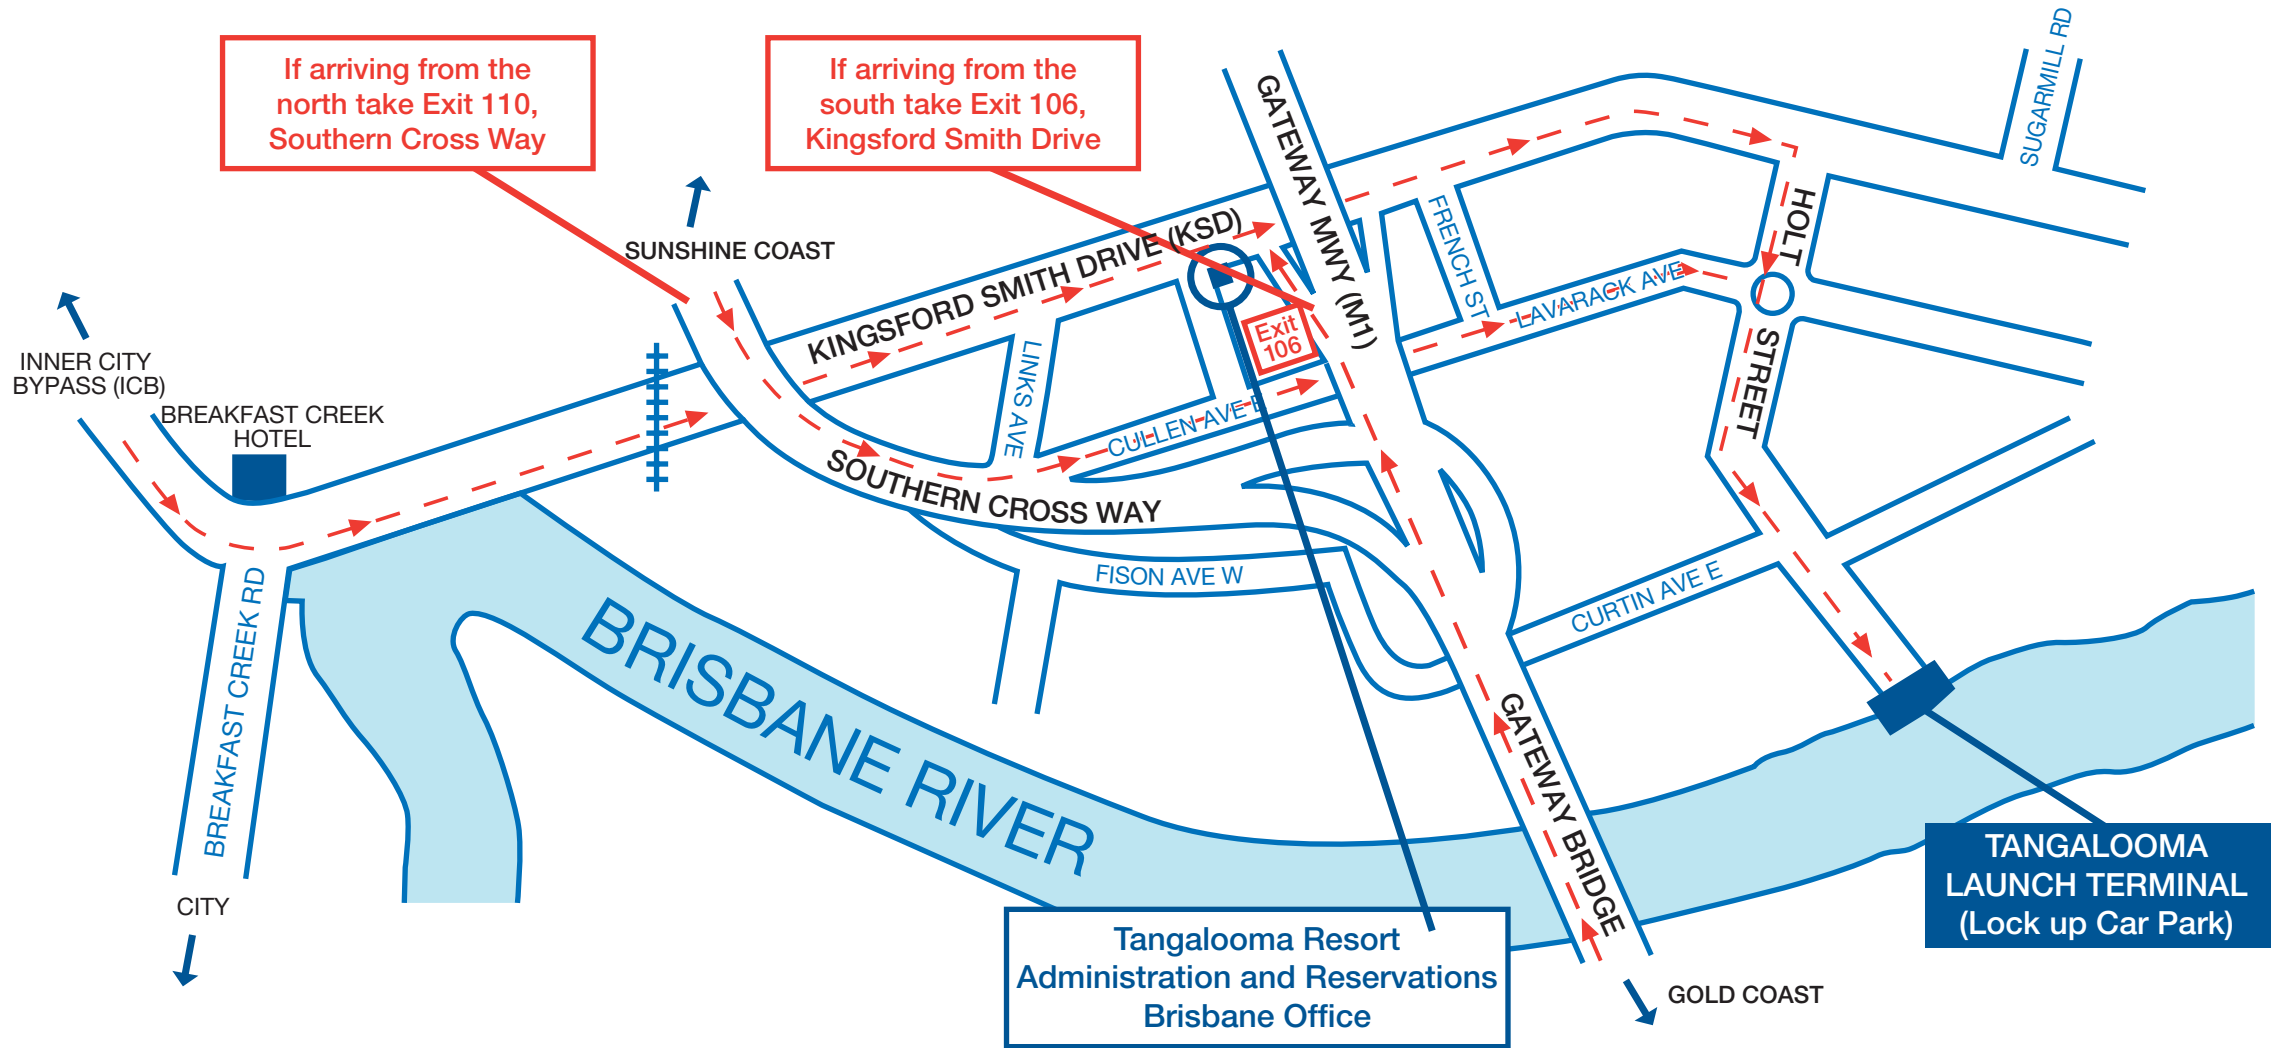 If arriving from the
north take Exit 110,
Southern Cross Way
If arriving from the
south take Exit 106,
Kingsford Smith Drive
SUGARMILL RD
GATEWAY MWY (M1)
SUNSHINE COAST
KINGSFORD SMITH DRIVE (KSD)
FRENCH ST
HOLT
STREET
LAVARACK AVE
Exit
106
INNER CITY
BYPASS (ICB)
BREAKFAST CREEK
HOTEL
LINKS AVE
CULLEN AVE E
SOUTHERN CROSS WAY
FISON AVE W
CURTIN AVE E
BREAKFAST CREEK RD
BRISBANE RIVER
GATEWAY BRIDGE
CITY
TANGALOOMA
LAUNCH TERMINAL
(Lock up Car Park)
Tangalooma Resort
Administration and Reservations
Brisbane Office
GOLD COAST